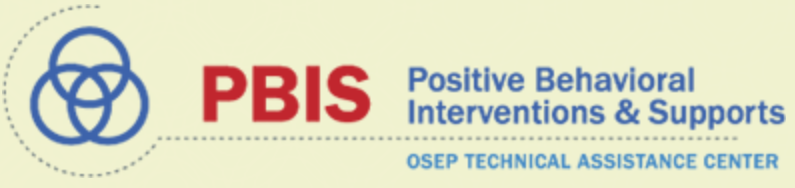 PBIS
Positive Behavioral
Interventions & Supports
OSEP TECHNICAL ASSISTANCE CENTER